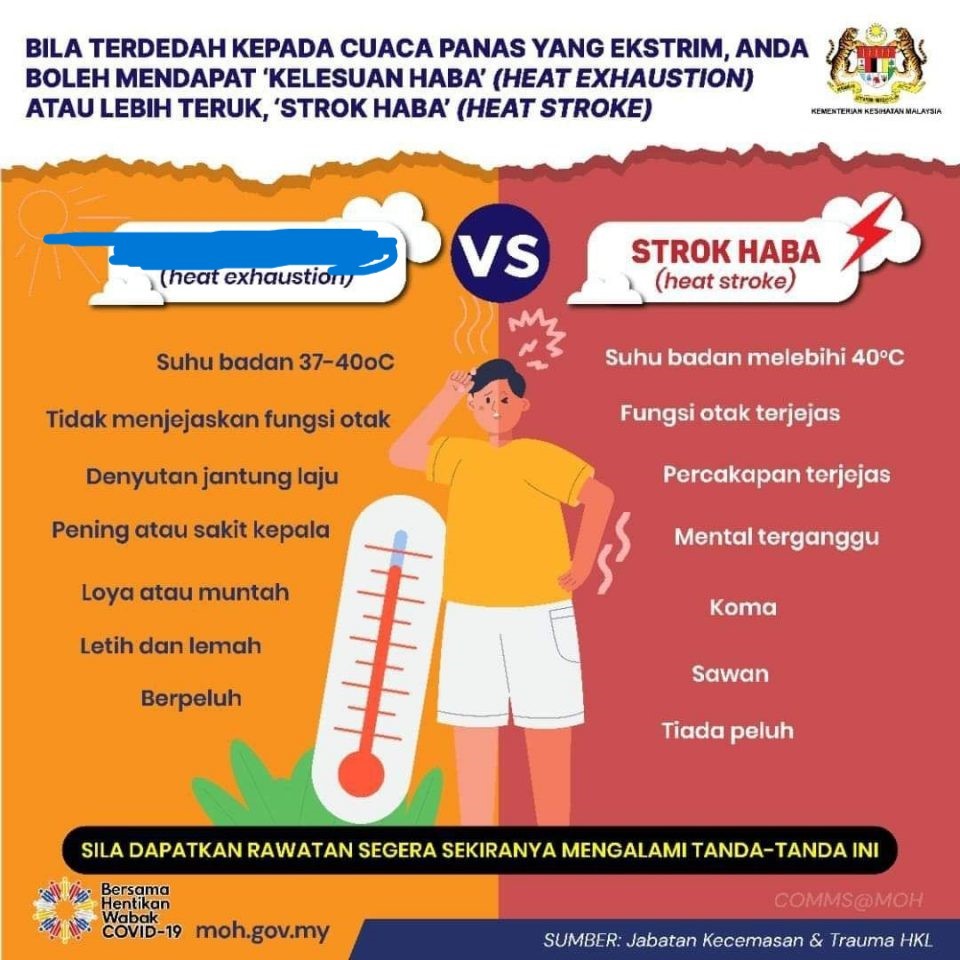 BILA TERDEDAH KEPADA CUACA PANAS YANG EKSTRIM, ANDA
BOLEH MENDAPAT ‘KELESUAN HABA’ (HEAT EXHAUSTION)
ATAU LEBIH TERUK, ‘STROK HABA’ (HEAT STROKE)
KEMENTERIAN KESIHATAN MALAYSIA
(heat exhaustion)
VS
STROK HABA
(heat stroke)
Suhu badan 37-40oC
Tidak menjejaskan fungsi otak
Denyutan jantung laju
Pening atau sakit kepala
Loya atau muntah
Letih dan lemah
Berpeluh
Suhu badan melebihi 40°C
Fungsi otak terjejas
Percakapan terjejas
Mental terganggu
Koma
Sawan
Tiada peluh
SILA DAPATKAN RAWATAN SEGERA SEKIRANYA MENGALAMI TANDA-TANDA INI
Bersama
Hentikan
Wabak
COVID-19
moh.gov.my
COMMS@MOH
SUMBER: Jabatan Kecemasan & Trauma HKL